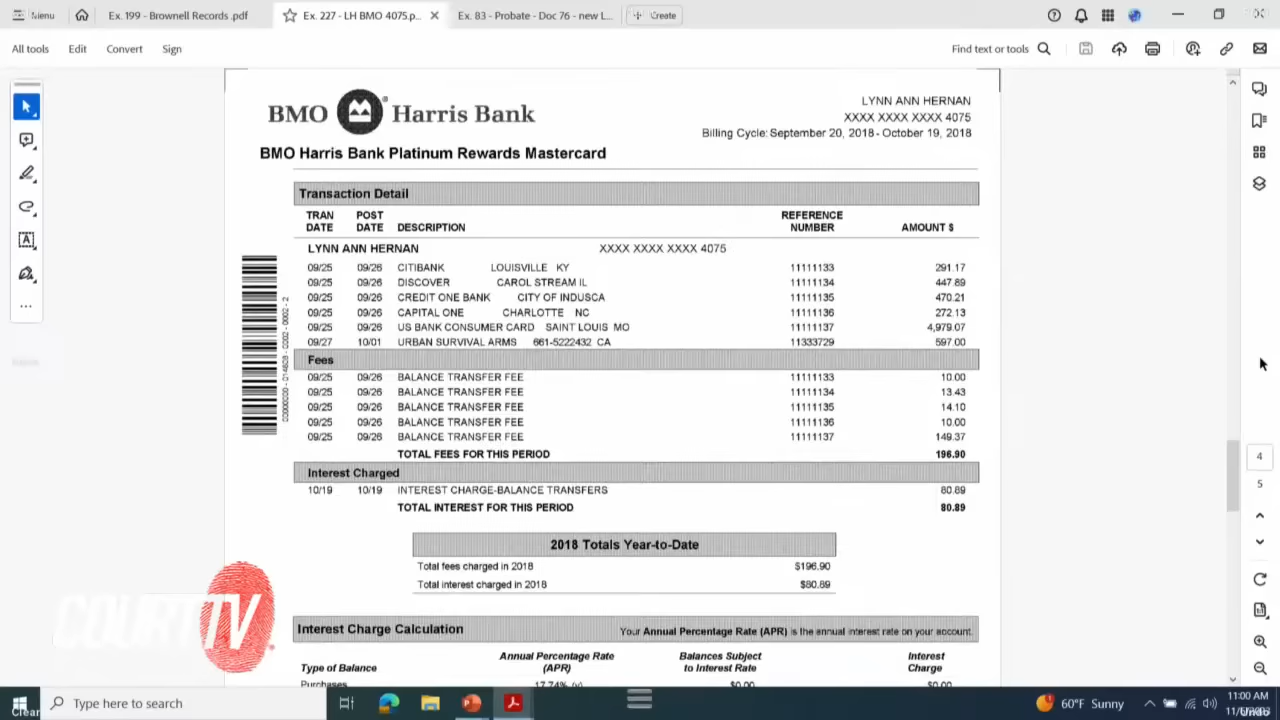 Menu Ex. 199 - Brownell Records .pdf Ex. 227 - LH BMO 4075.p... Ex. 83 - Probate - Doc 76 - new L... Create
All tools Edit Convert Sign Find text or tools
BMO Harris Bank
LYNN ANN HERNAN
XXXX XXXX XXXX 4075
Billing Cycle: September 20, 2018 - October 19, 2018
BMO Harris Bank Platinum Rewards Mastercard
Transaction Detail
TRAN DATE POST DATE DESCRIPTION REFERENCE NUMBER AMOUNT $
LYNN ANN HERNAN XXXX XXXX XXXX 4075
09/25 09/26 CITIBANK LOUISVILLE KY 11111133 291.17
09/25 09/26 DISCOVER CAROL STREAM IL 11111134 447.89
09/25 09/26 CREDIT ONE BANK CITY OF INDUSCA 11111135 470.21
09/25 09/26 CAPITAL ONE CHARLOTTE NC 11111136 272.13
09/25 09/26 US BANK CONSUMER CARD SAINT LOUIS MO 11111137 4,979.07
09/27 10/01 URBAN SURVIVAL ARMS 661-5222432 CA 11333729 597.00
Fees
09/25 09/26 BALANCE TRANSFER FEE 11111133 10.00
09/25 09/26 BALANCE TRANSFER FEE 11111134 13.43
09/25 09/26 BALANCE TRANSFER FEE 11111135 14.10
09/25 09/26 BALANCE TRANSFER FEE 11111136 10.00
09/25 09/26 BALANCE TRANSFER FEE 11111137 149.37
TOTAL FEES FOR THIS PERIOD 196.90
Interest Charged
10/19 10/19 INTEREST CHARGE-BALANCE TRANSFERS 80.89
TOTAL INTEREST FOR THIS PERIOD 80.89
2018 Totals Year-to-Date
Total fees charged in 2018 $196.90
Total interest charged in 2018 $80.89
Interest Charge Calculation Your Annual Percentage Rate (APR) is the annual interest rate on your account.
Type of Balance Annual Percentage Rate (APR) Balances Subject to Interest Rate Interest Charge
Purchases 17.74% (v) $0.00 $0.00
4
5
COURT TV
Type here to search
60°F Sunny
11:00 AM